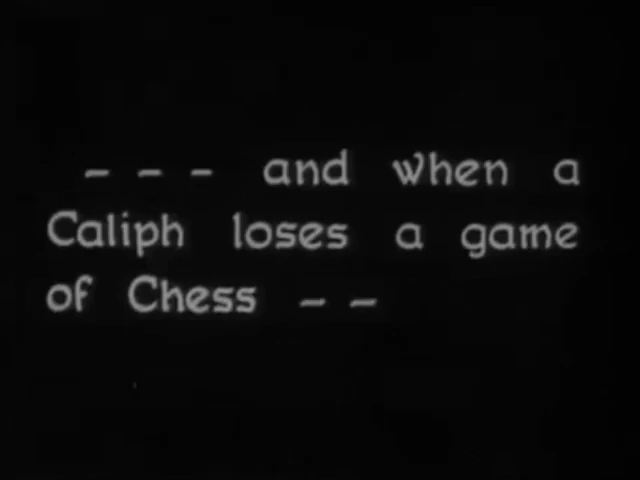 --- and when a
Caliph loses a game
of Chess --